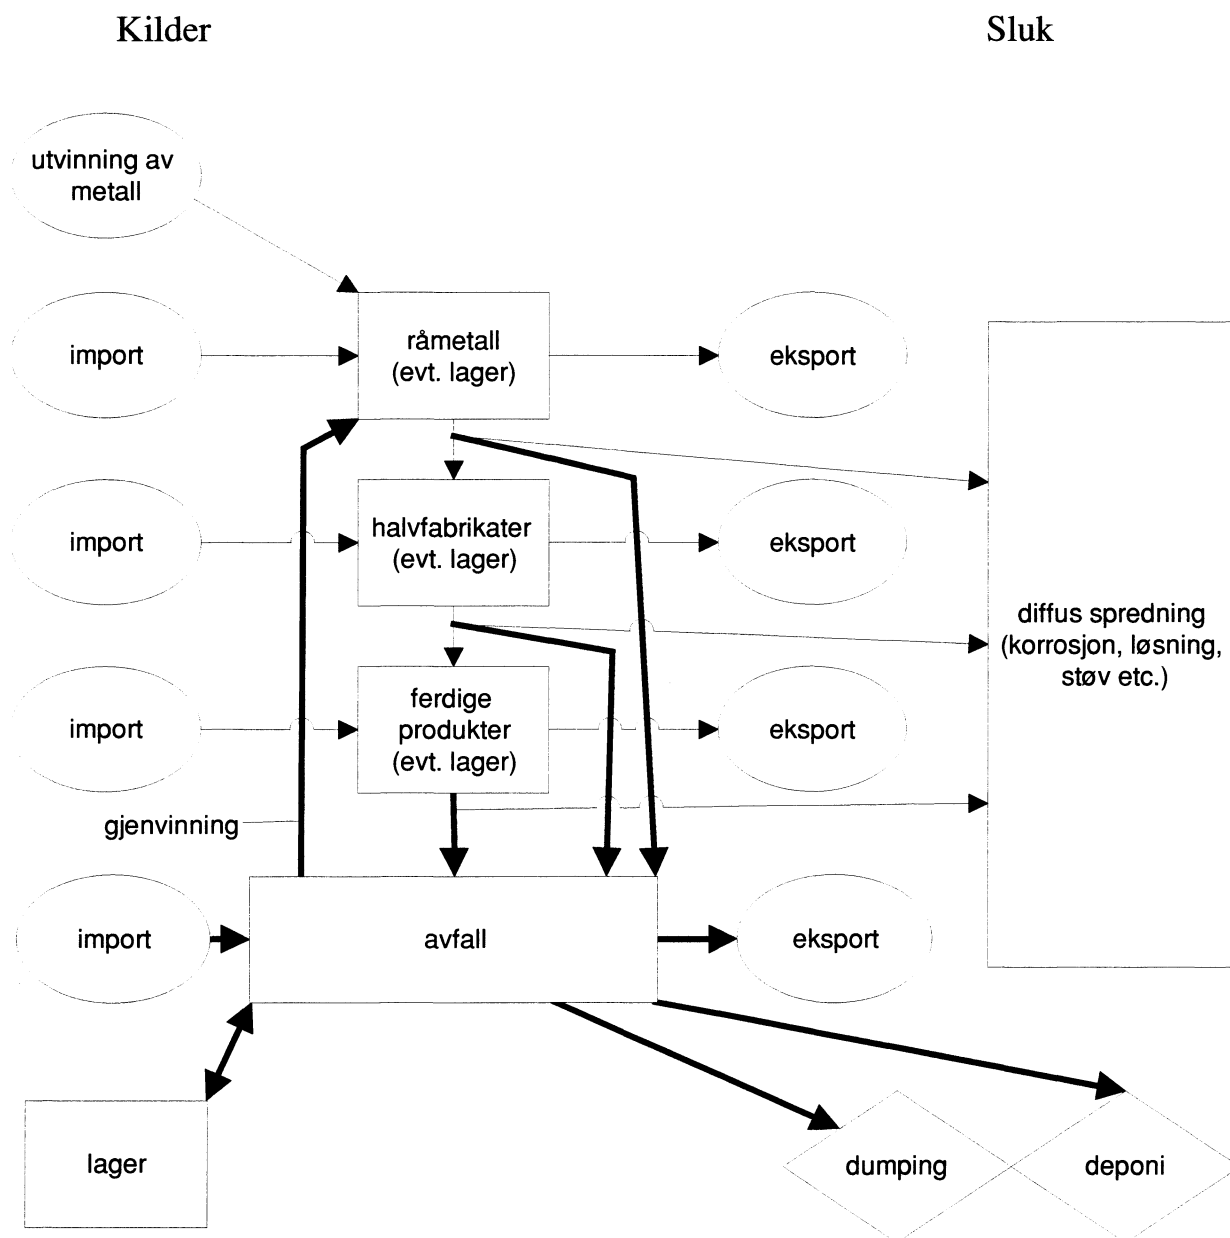 Kilder
Sluk
utvinning av
metall
import
råmetall
(evt. lager)
eksport
import
halvfabrikater
(evt. lager)
eksport
diffus spredning
(korrosjon, løsning,
støv etc.)
import
ferdige
produkter
(evt. lager)
eksport
gjenvinning
import
avfall
eksport
lager
dumping
deponi